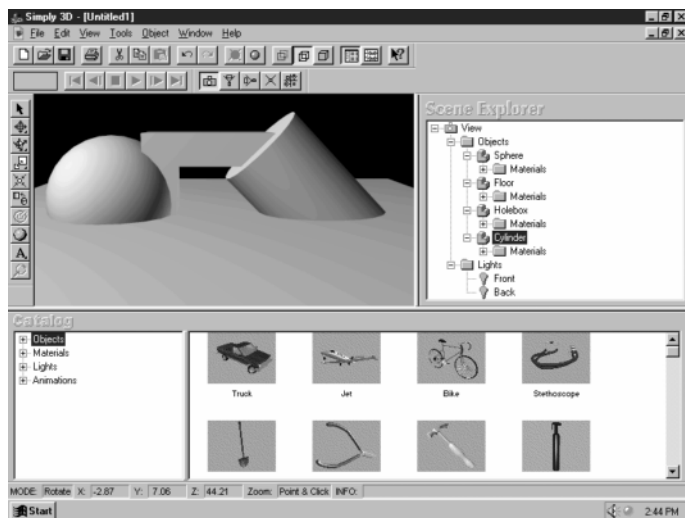 Simply 3D - [Untitled1]
File Edit View Tools Object Window Help
Scene Explorer
View
Objects
Sphere
Materials
Floor
Materials
Holebox
Materials
Cylinder
Materials
Lights
Front
Back
Catalog
Objects
Materials
Lights
Animations
Truck Jet Bike Stethoscope
MODE: Rotate X: -2.87 Y: 7.06 Z: 44.21 Zoom: Point & Click INFO:
Start 2:44 PM